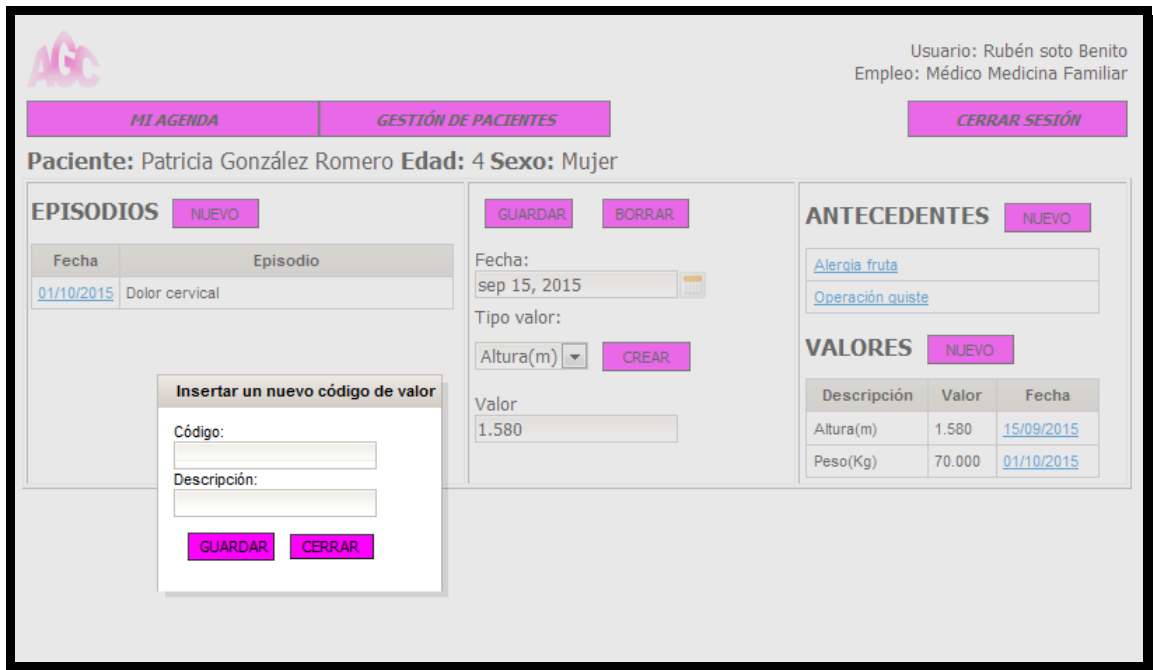 AGC
Usuario: Rubén soto Benito
Empleo: Médico Medicina Familiar
MI AGENDA
GESTIÓN DE PACIENTES
CERRAR SESIÓN
Paciente: Patricia González Romero Edad: 4 Sexo: Mujer
EPISODIOS NUEVO
Fecha Episodio
01/10/2015 Dolor cervical
GUARDAR BORRAR
Fecha:
sep 15, 2015
Tipo valor:
Altura(m) CREAR
Valor
1.580
ANTECEDENTES NUEVO
Alergia fruta
Operación quiste
VALORES NUEVO
Descripción Valor Fecha
Altura(m) 1.580 15/09/2015
Peso(Kg) 70.000 01/10/2015
Insertar un nuevo código de valor
Código:
Descripción:
GUARDAR CERRAR